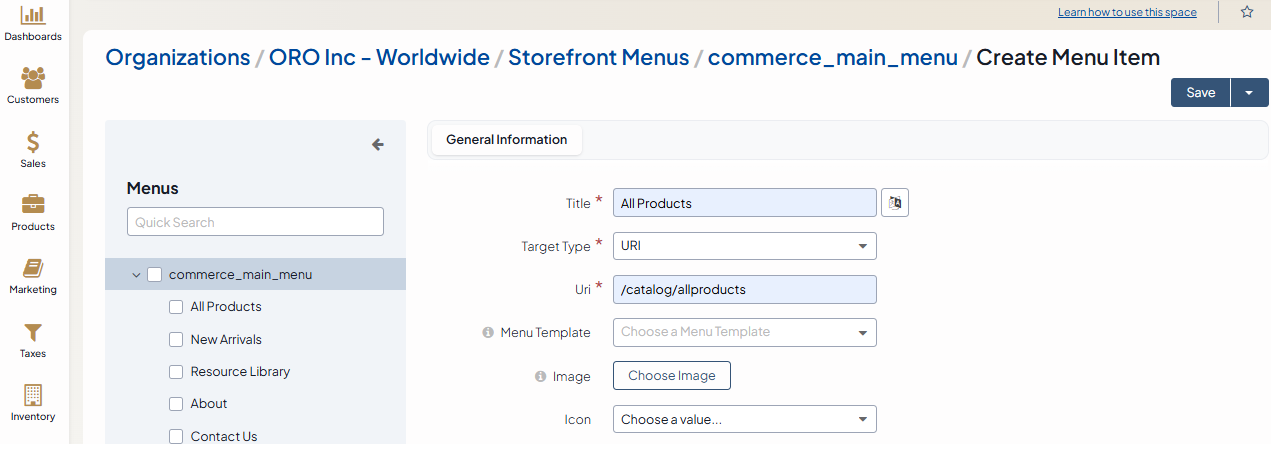 Learn how to use this space
Dashboards
Customers
Sales
Products
Marketing
Taxes
Inventory
Organizations / ORO Inc - Worldwide / Storefront Menus / commerce_main_menu / Create Menu Item
Save
Menus
Quick Search
commerce_main_menu
All Products
New Arrivals
Resource Library
About
Contact Us
General Information
Title * All Products
Target Type * URI
Uri * /catalog/allproducts
Menu Template Choose a Menu Template
Image Choose Image
Icon Choose a value...